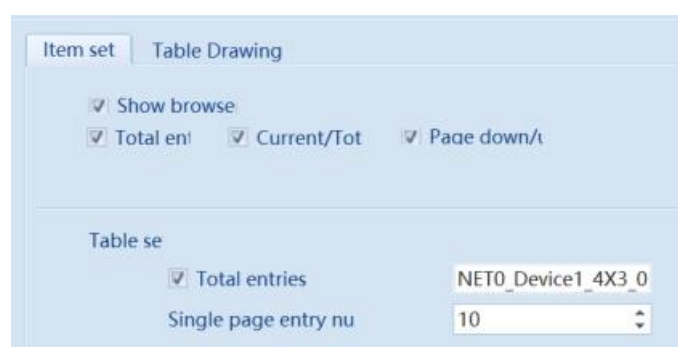 Item set Table Drawing
Show browse
Total ent Current/Tot Page down/u
Table se
Total entries NET0_Device1_4X3_0
Single page entry nu 10